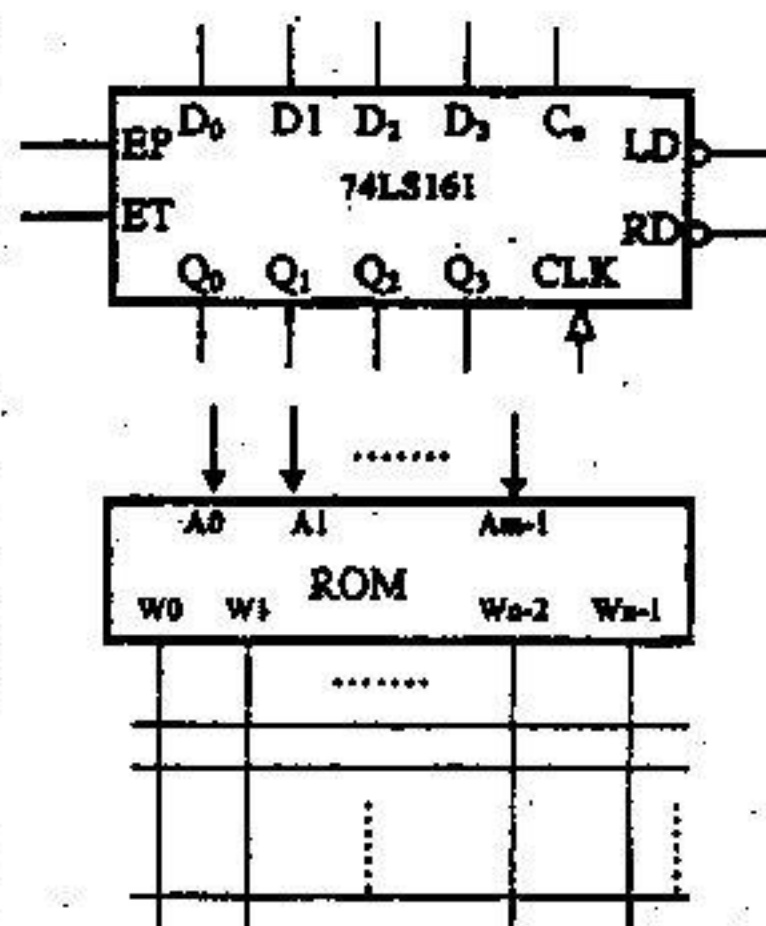 D₀ D1 D₂ D₃ C₀
EP LD
74LS161
ET RD
Q₀ Q₁ Q₂ Q₃ CLK
A0 A1 Am-1
ROM
W0 W1 Wn-2 Wn-1